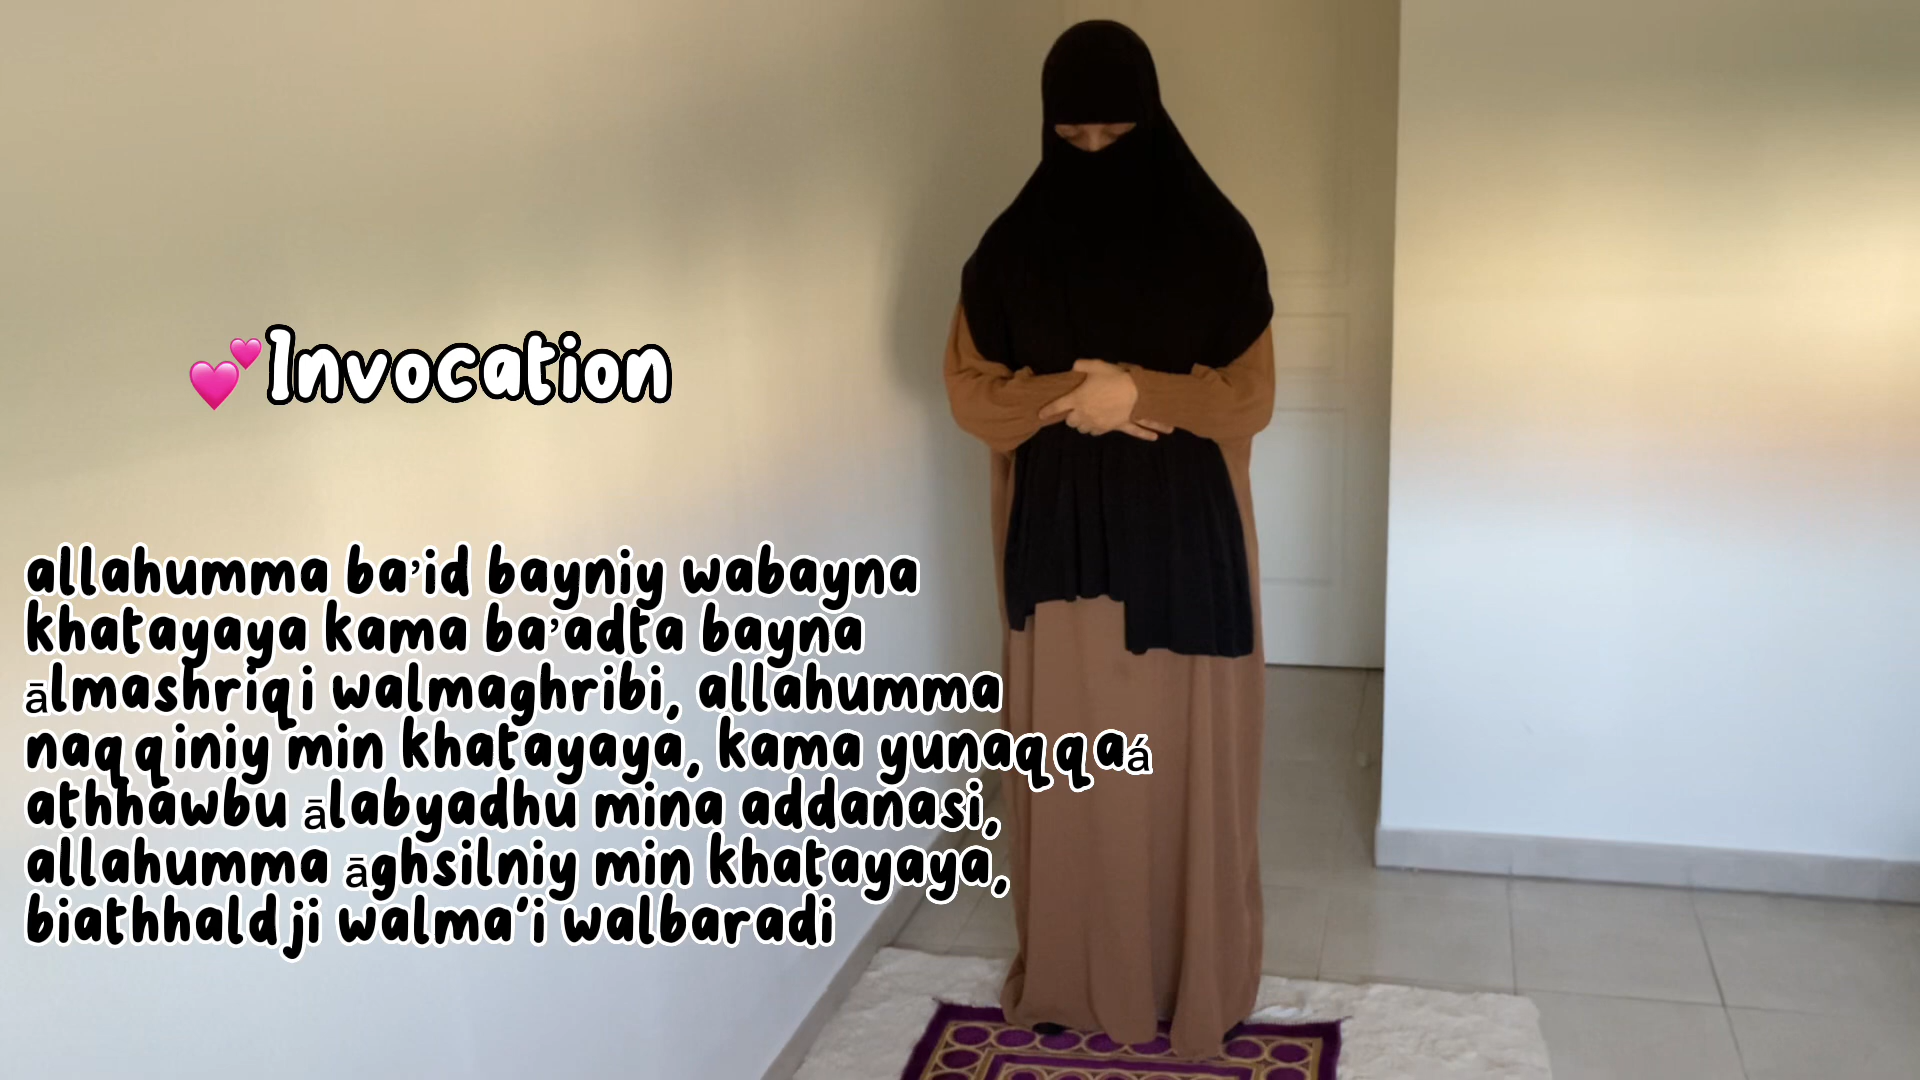 💕Invocation
allahumma ba'id bayniy wabayna
khatayaya kama ba'adta bayna
ālmashriqi walmaghribi, allahumma
naqqiniy min khatayaya, kama yunaqqaá
aththawbu ālabyadhu mina addanasi,
allahumma āghsilniy min khatayaya,
biaththaldji walma'i walbaradi